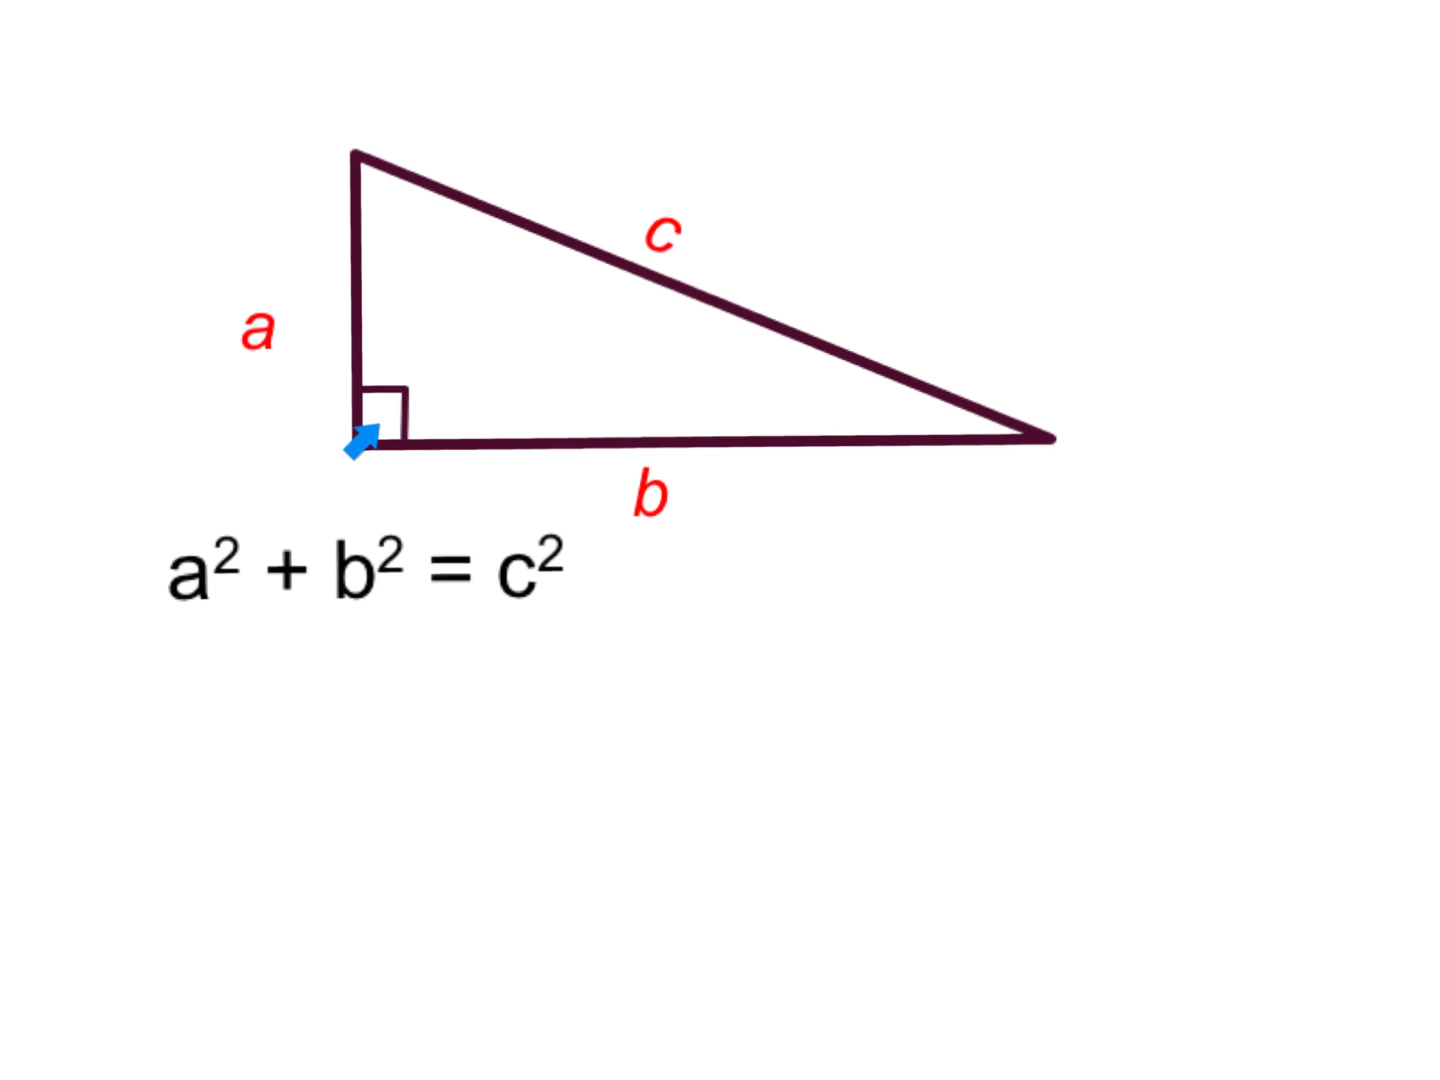 c
a
b
a² + b² = c²